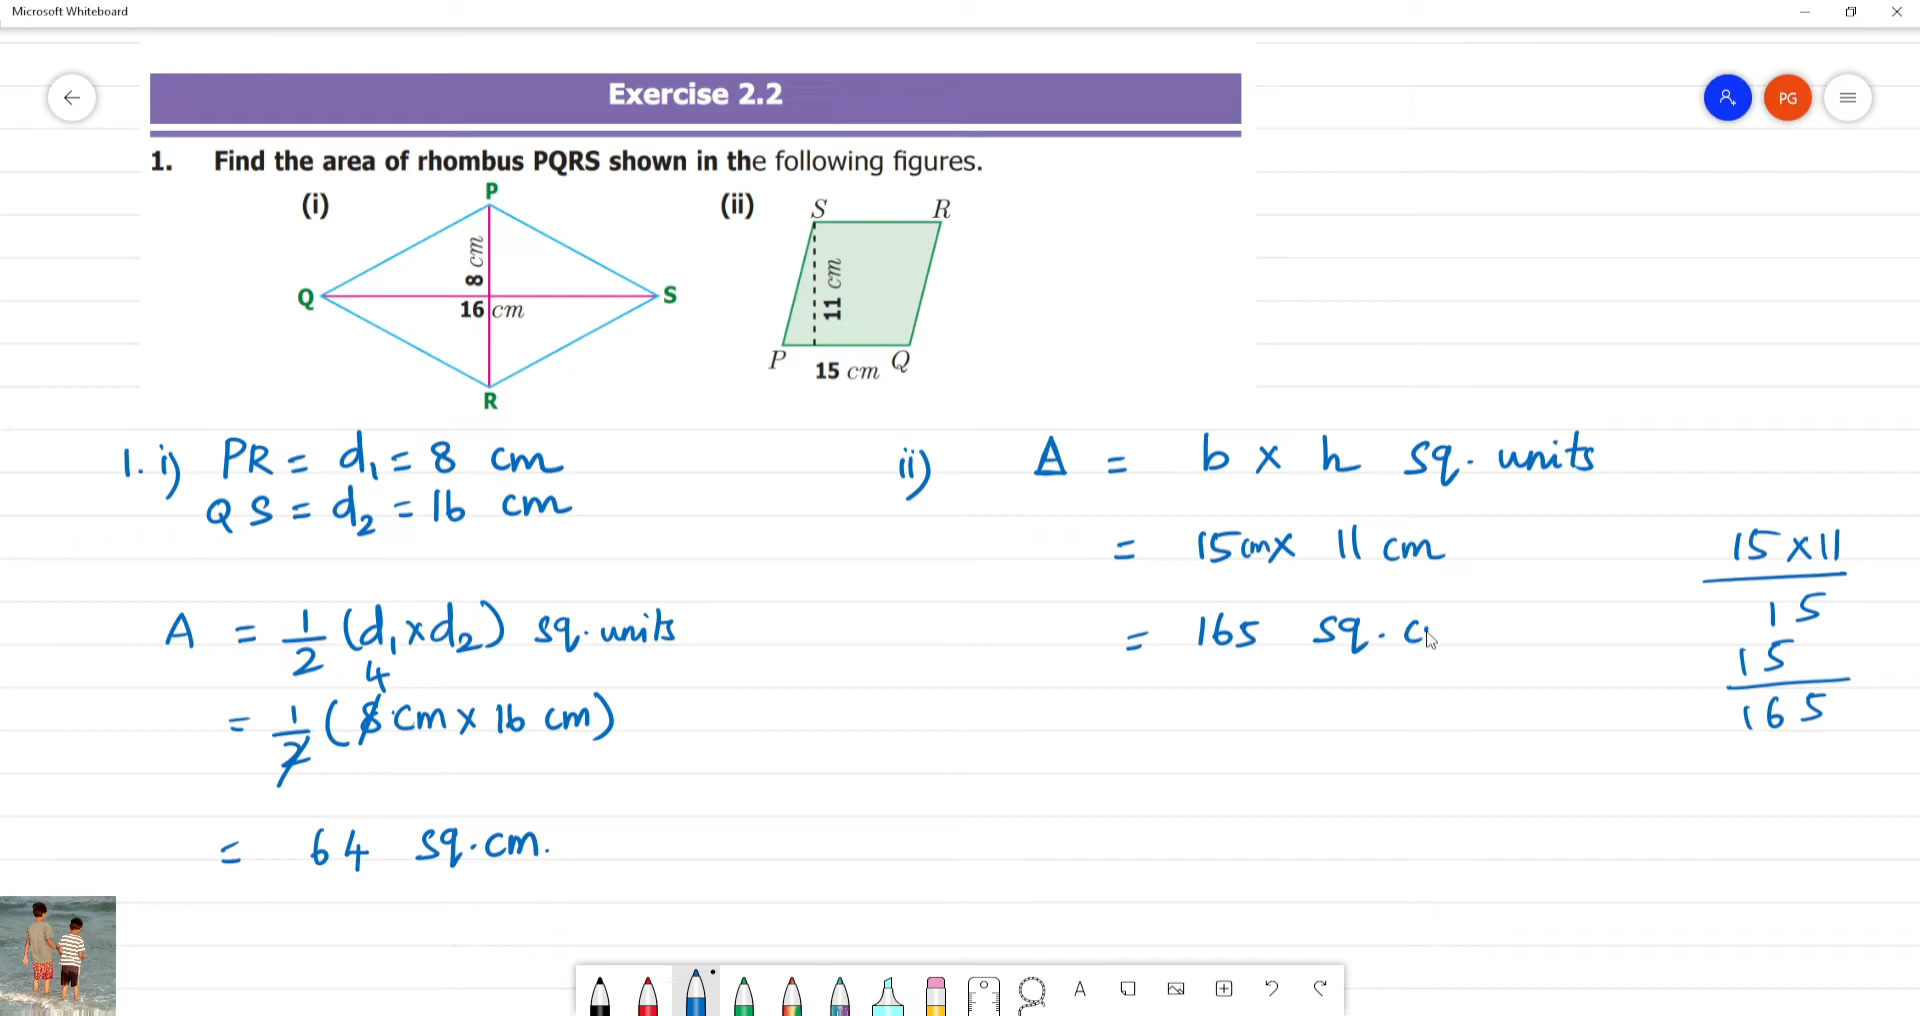 Microsoft Whiteboard
Exercise 2.2
PG
1. Find the area of rhombus PQRS shown in the following figures.
(i)
P
8 cm
Q
S
16 cm
R
(ii)
S R
11 cm
P Q
15 cm
1. i) PR = d₁ = 8 cm
QS = d₂ = 16 cm
A = 1/2 (d₁ x d₂) sq. units
4
= 1/2 (8 cm x 16 cm)
= 64 sq. cm.
ii) A = b x h sq. units
= 15cm x 11 cm
= 165 sq. c
15 x 11
15
15
165
A